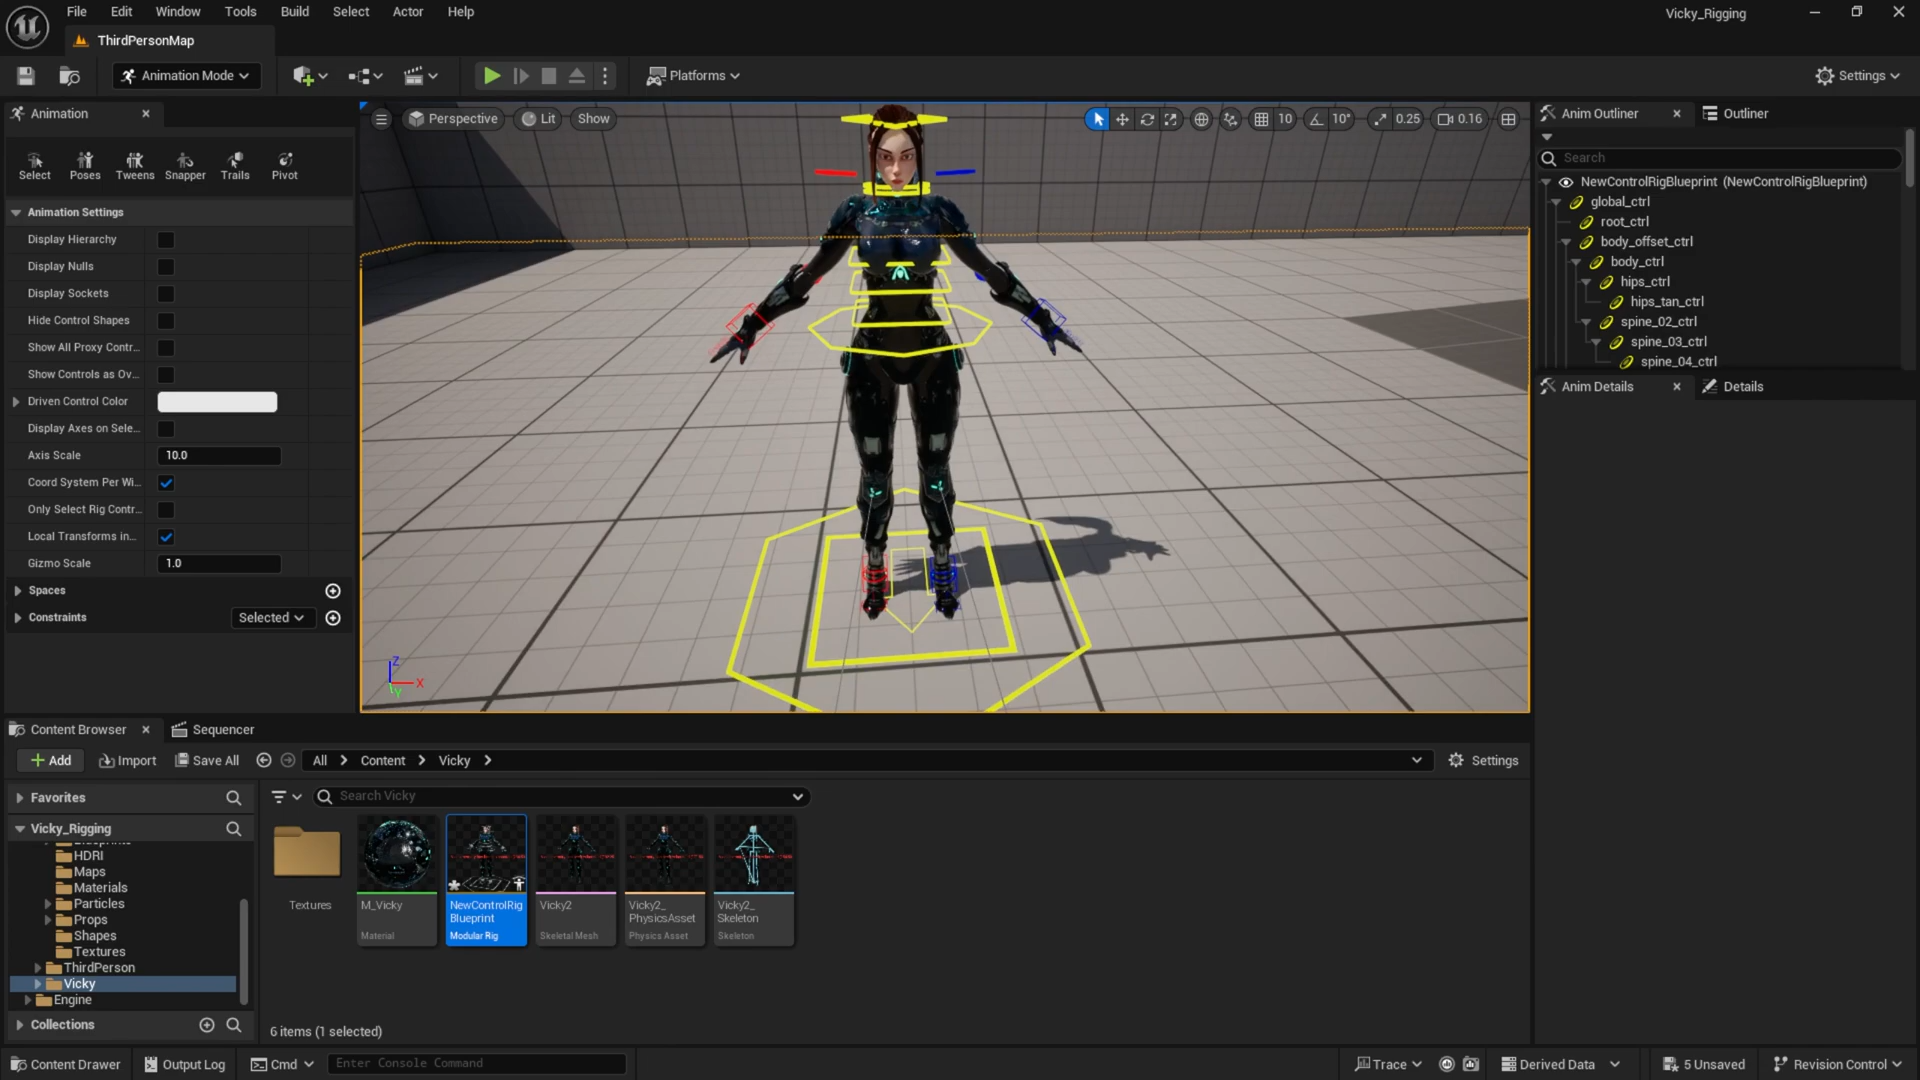 File Edit Window Tools Build Select Actor Help
Vicky_Rigging
ThirdPersonMap
Animation Mode
Platforms
Settings
Animation
Select Poses Tweens Snapper Trails Pivot
Animation Settings
Display Hierarchy
Display Nulls
Display Sockets
Hide Control Shapes
Show All Proxy Contr...
Show Controls as Ov...
Driven Control Color
Display Axes on Sele...
Axis Scale 10.0
Coord System Per Wi...
Only Select Rig Contr...
Local Transforms in...
Gizmo Scale 1.0
Spaces
Constraints Selected
Perspective Lit Show
10 10° 0.25 0.16
Z
X
Y
Anim Outliner Outliner
Search
NewControlRigBlueprint (NewControlRigBlueprint)
global_ctrl
root_ctrl
body_offset_ctrl
body_ctrl
hips_ctrl
hips_tan_ctrl
spine_02_ctrl
spine_03_ctrl
spine_04_ctrl
Anim Details Details
Content Browser Sequencer
Add Import Save All All Content Vicky Settings
Favorites
Vicky_Rigging
Blueprints
HDRI
Maps
Materials
Particles
Props
Shapes
Textures
ThirdPerson
Vicky
Engine
Collections
Search Vicky
Textures
M_Vicky
Material
NewControlRig
Blueprint
Modular Rig
Vicky2
Skeletal Mesh
Vicky2_
PhysicsAsset
Physics Asset
Vicky2_
Skeleton
Skeleton
6 items (1 selected)
Content Drawer Output Log Cmd Enter Console Command Trace Derived Data 5 Unsaved Revision Control